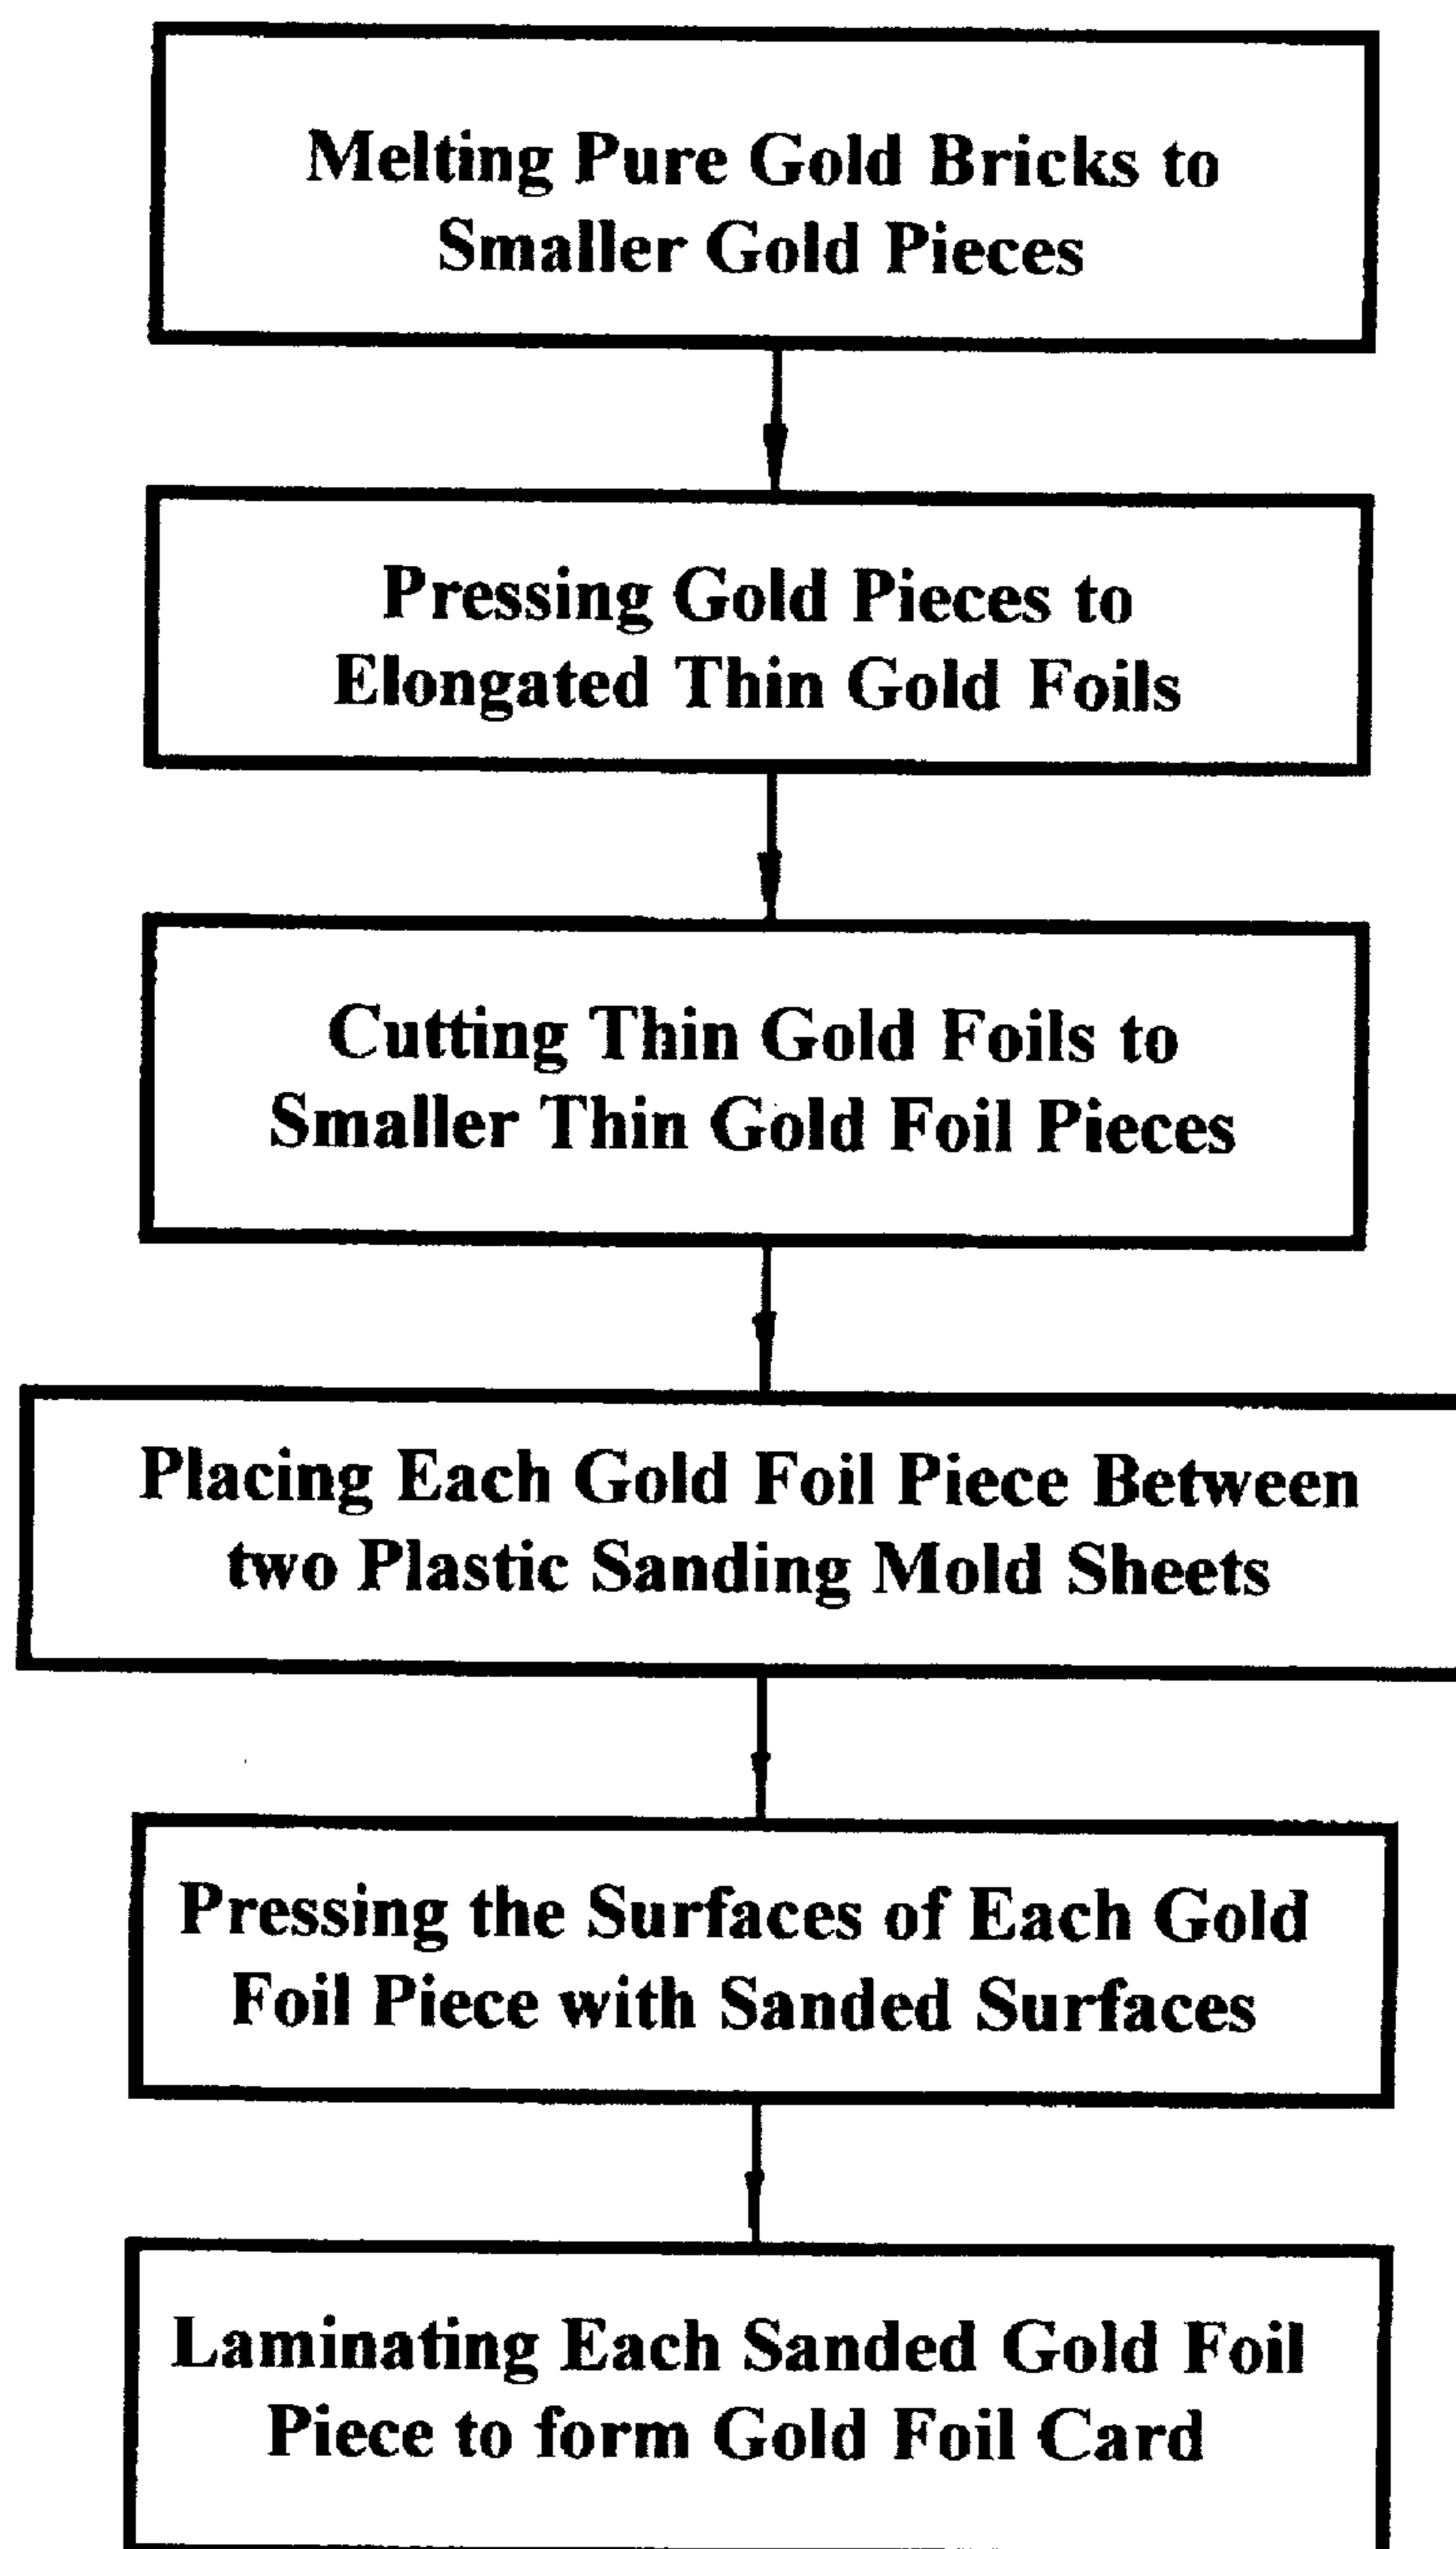 Melting Pure Gold Bricks to
Smaller Gold Pieces
Pressing Gold Pieces to
Elongated Thin Gold Foils
Cutting Thin Gold Foils to
Smaller Thin Gold Foil Pieces
Placing Each Gold Foil Piece Between
two Plastic Sanding Mold Sheets
Pressing the Surfaces of Each Gold
Foil Piece with Sanded Surfaces
Laminating Each Sanded Gold Foil
Piece to form Gold Foil Card